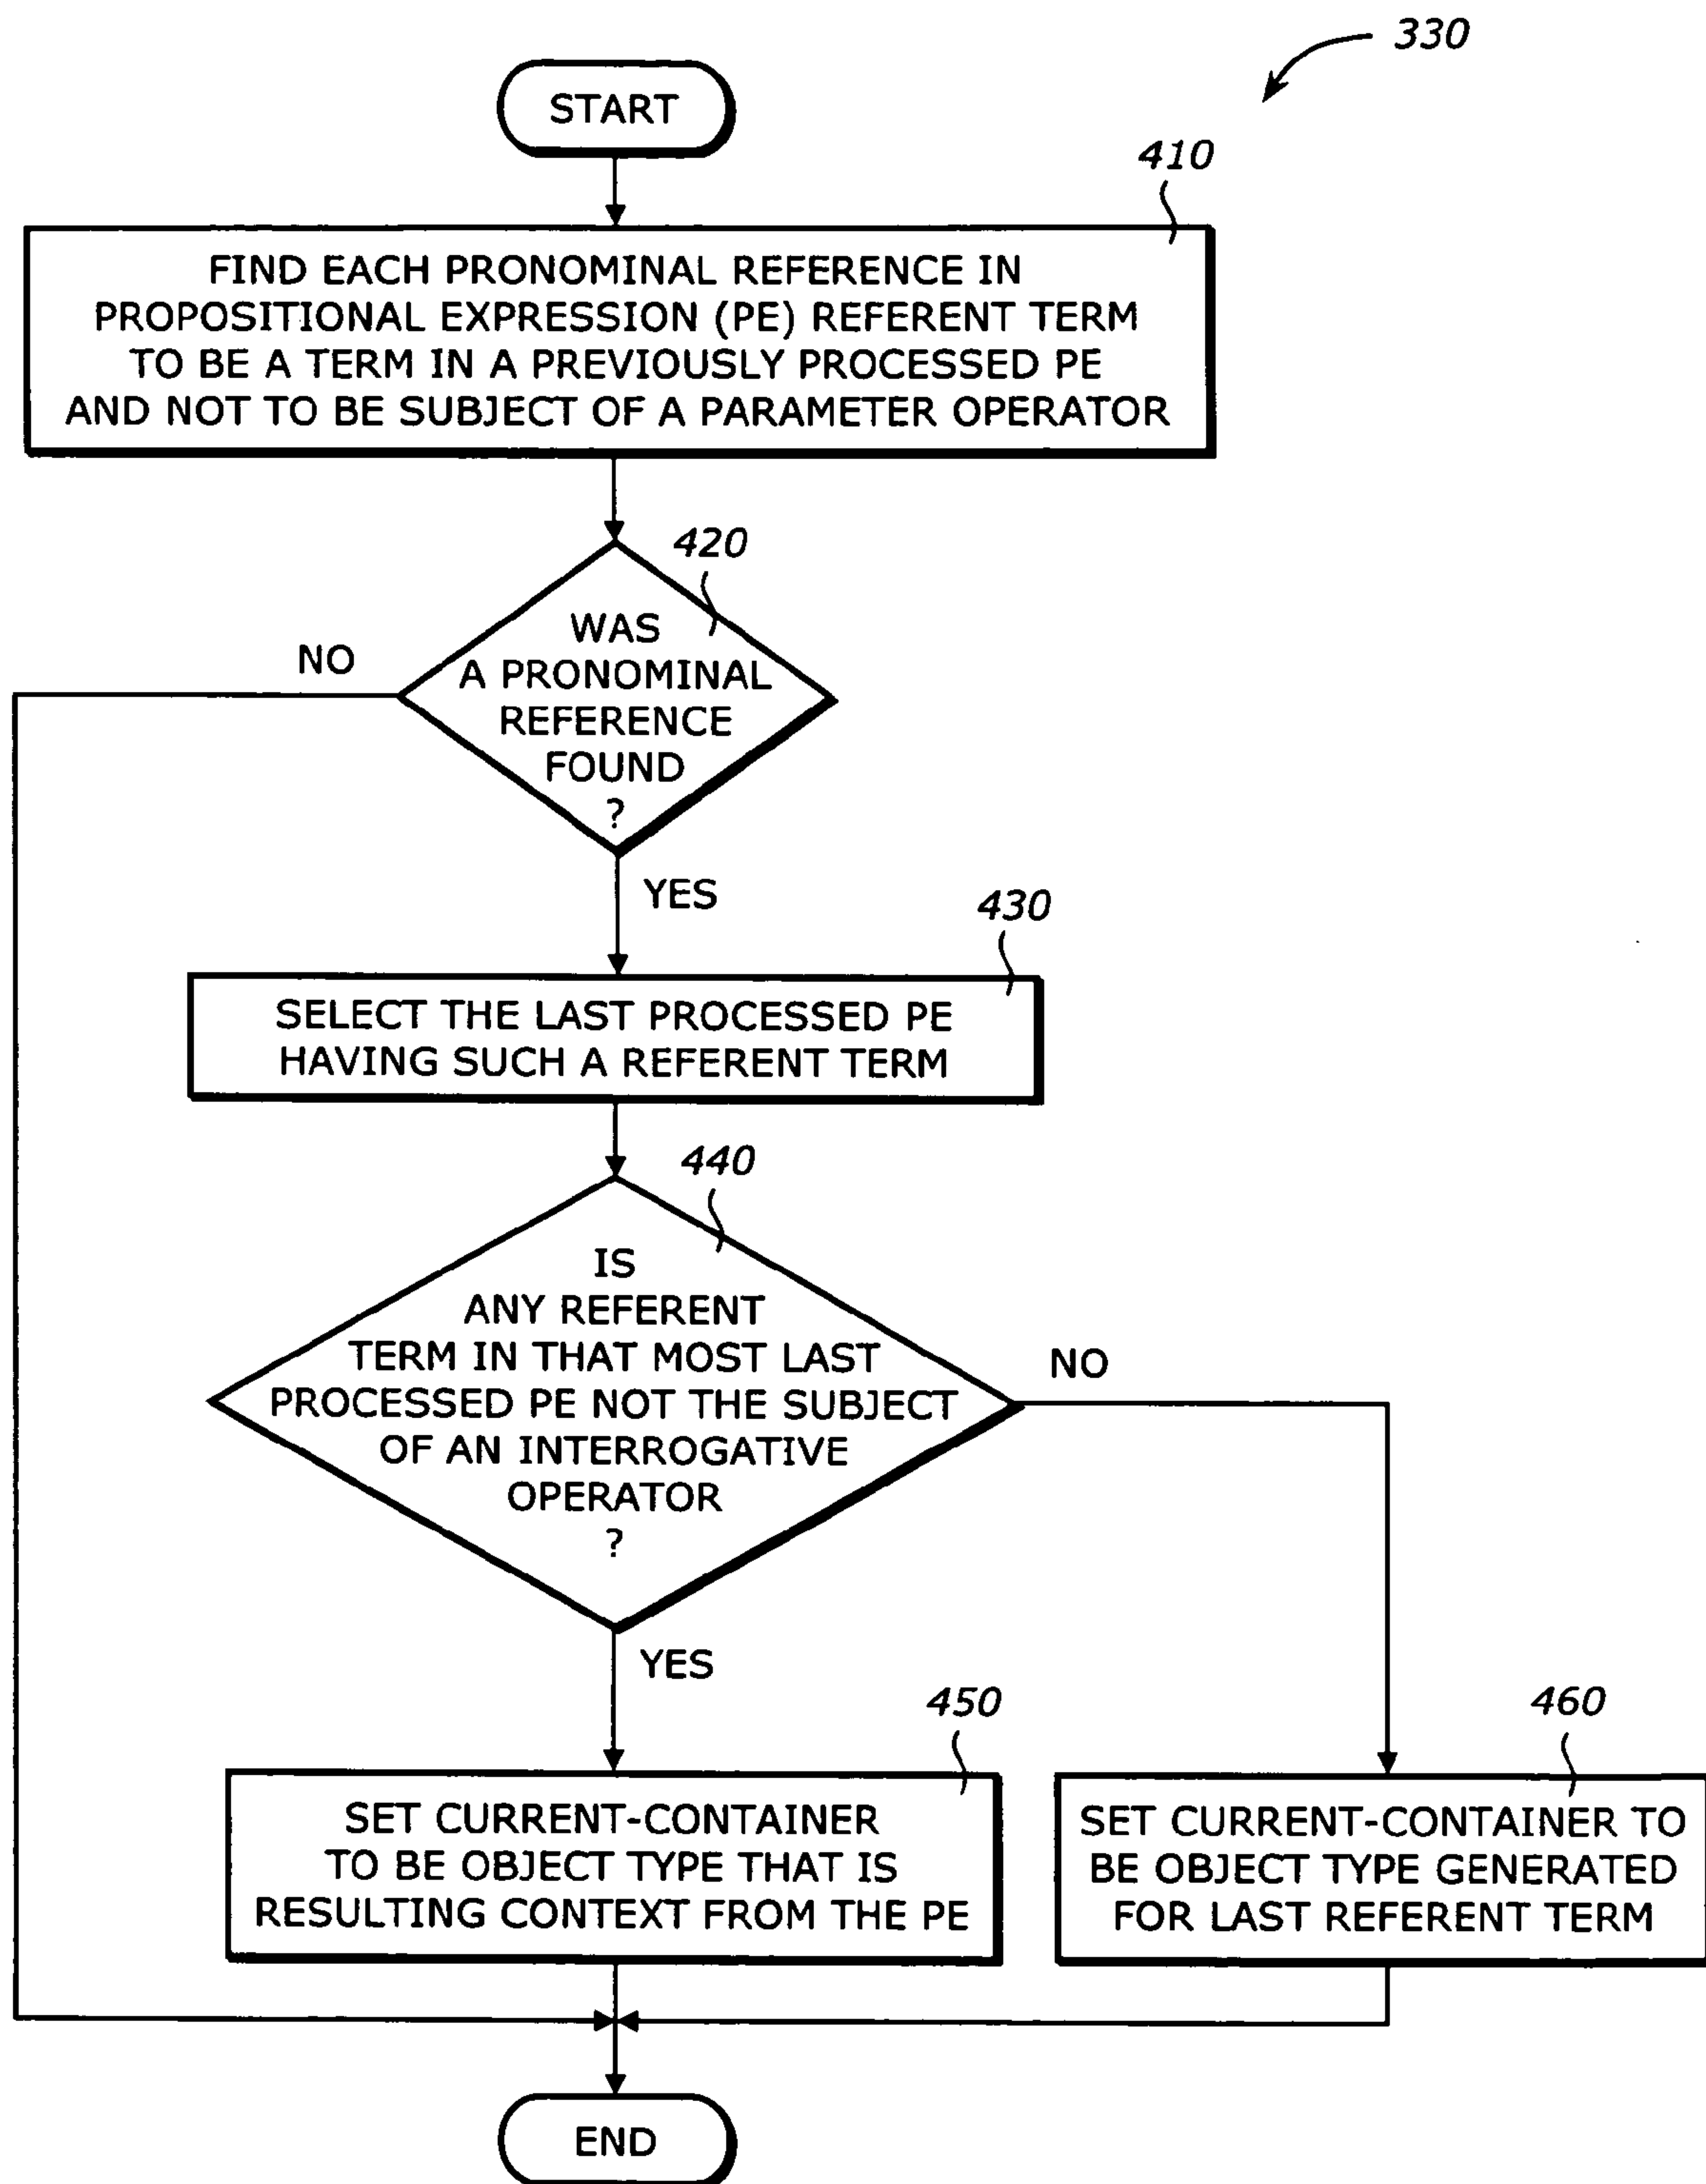 330
START
410
FIND EACH PRONOMINAL REFERENCE IN
PROPOSITIONAL EXPRESSION (PE) REFERENT TERM
TO BE A TERM IN A PREVIOUSLY PROCESSED PE
AND NOT TO BE SUBJECT OF A PARAMETER OPERATOR
420
WAS
A PRONOMINAL
REFERENCE
FOUND
?
NO
YES
430
SELECT THE LAST PROCESSED PE
HAVING SUCH A REFERENT TERM
440
IS
ANY REFERENT
TERM IN THAT MOST LAST
PROCESSED PE NOT THE SUBJECT
OF AN INTERROGATIVE
OPERATOR
?
NO
YES
450
SET CURRENT-CONTAINER
TO BE OBJECT TYPE THAT IS
RESULTING CONTEXT FROM THE PE
460
SET CURRENT-CONTAINER TO
BE OBJECT TYPE GENERATED
FOR LAST REFERENT TERM
END